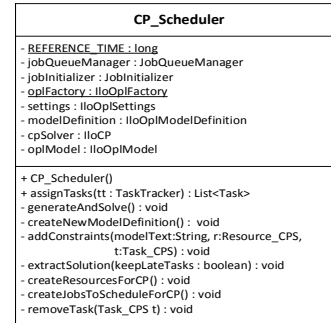 CP_Scheduler
- REFERENCE_TIME : long
- jobQueueManager : JobQueueManager
- jobInitializer : JobInitializer
- oplFactory : IloOplFactory
- settings : IloOplSettings
- modelDefinition : IloOplModelDefinition
- cpSolver : IloCP
- oplModel : IloOplModel
+ CP_Scheduler()
+ assignTasks(tt : TaskTracker) : List<Task>
- generateAndSolve() : void
- createNewModelDefinition() : void
- addConstraints(modelText:String, r:Resource_CPS,
t:Task_CPS) : void
- extractSolution(keepLateTasks : boolean) : void
- createResourcesForCP() : void
- createJobsToScheduleForCP() : void
- removeTask(Task_CPS t) : void